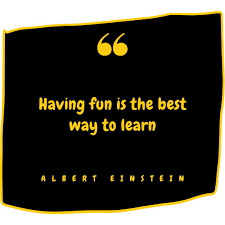 ❝
Having fun is the best
way to learn
ALBERT EINSTEIN